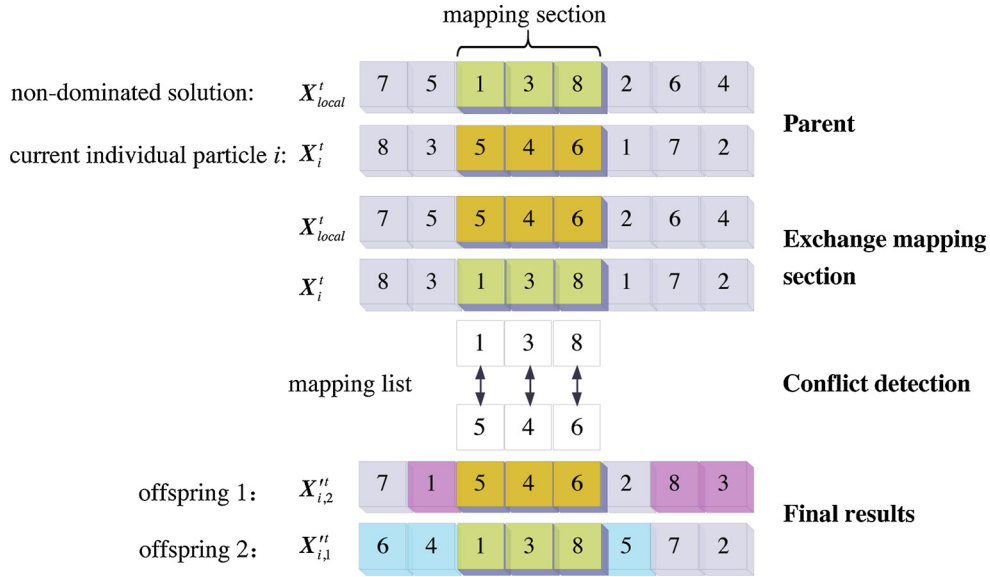 mapping section
non-dominated solution: X^t_local 7 5 1 3 8 2 6 4
Parent
current individual particle i: X^t_i 8 3 5 4 6 1 7 2
X^t_local 7 5 5 4 6 2 6 4
Exchange mapping
section
X^t_i 8 3 1 3 8 1 7 2
1 3 8
mapping list
Conflict detection
5 4 6
offspring 1: X''^t_{i,2} 7 1 5 4 6 2 8 3
Final results
offspring 2: X''^t_{i,1} 6 4 1 3 8 5 7 2